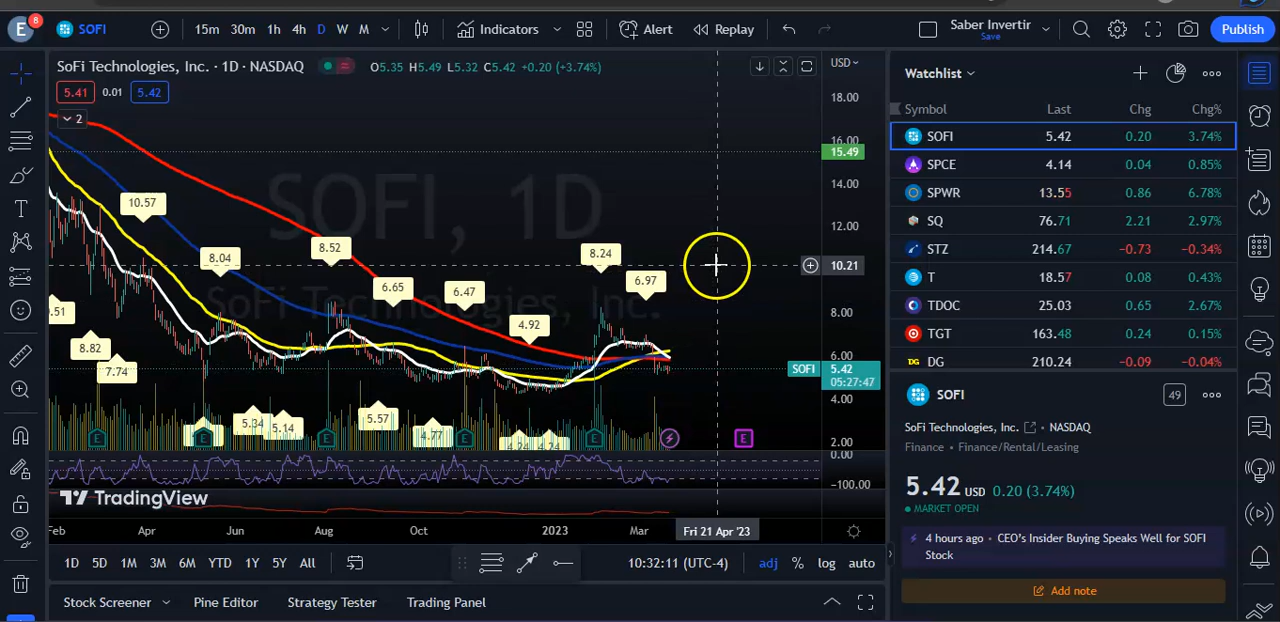 E
8
SOFI
15m 30m 1h 4h D W M
Indicators
Alert
Replay
Saber Invertir
Save
Publish
SoFi Technologies, Inc. · 1D · NASDAQ
O5.35 H5.49 L5.32 C5.42 +0.20 (+3.74%)
5.41 0.01 5.42
2
USD
18.00
16.00
15.49
14.00
12.00
10.21
8.00
6.00
SOFI 5.42
05:27:47
4.00
2.00
0.00
−100.00
SOFI, 1D
SoFi Technologies, Inc.
10.57
8.04
8.52
6.65
6.47
4.92
8.24
6.97
.51
8.82
7.74
5.34
5.14
5.57
4.77
4.24
4.24
E E E E E E
TradingView
Feb Apr Jun Aug Oct 2023 Mar Fri 21 Apr '23
1D 5D 1M 3M 6M YTD 1Y 5Y All
10:32:11 (UTC-4)
adj % log auto
Stock Screener
Pine Editor
Strategy Tester
Trading Panel
Watchlist
Symbol Last Chg Chg%
SOFI 5.42 0.20 3.74%
SPCE 4.14 0.04 0.85%
SPWR 13.55 0.86 6.78%
SQ 76.71 2.21 2.97%
STZ 214.67 −0.73 −0.34%
T 18.57 0.08 0.43%
TDOC 25.03 0.65 2.67%
TGT 163.48 0.24 0.15%
DG DG 210.24 −0.09 −0.04%
SOFI
49
SoFi Technologies, Inc. · NASDAQ
Finance · Finance/Rental/Leasing
5.42 USD 0.20 (3.74%)
MARKET OPEN
4 hours ago · CEO's Insider Buying Speaks Well for SOFI
Stock
Add note